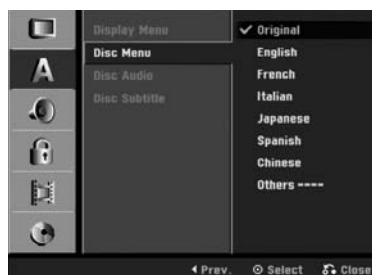 A
Display Menu
Disc Menu
Disc Audio
Disc Subtitle
✓ Original
English
French
Italian
Japanese
Spanish
Chinese
Others ----
Prev. Select Close